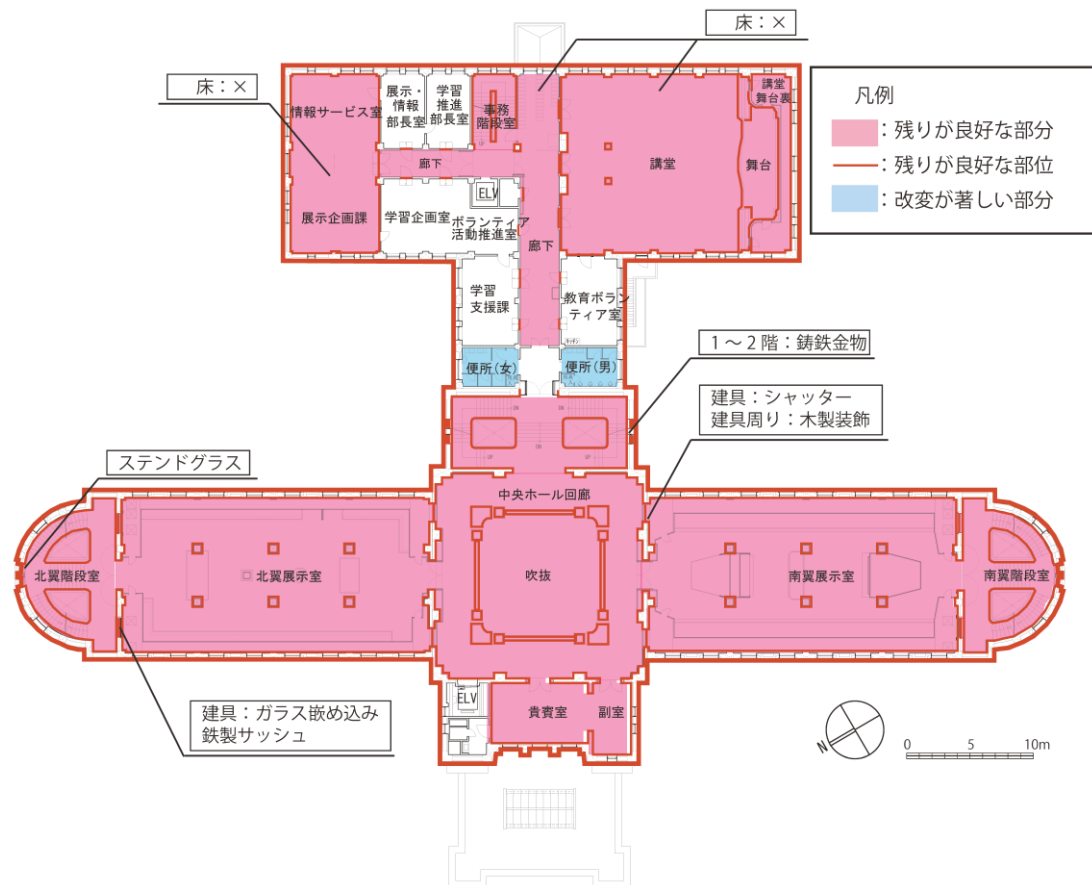 床：×
床：×
凡例
：残りが良好な部分
：残りが良好な部位
：改変が著しい部分
情報サービス室
展示企画課
展示・
情報
部長室
学習
推進
部長室
事務
階段室
講堂
舞台裏
講堂
舞台
廊下
ELV
学習企画室
ボランティア
活動推進室
廊下
学習
支援課
教育ボラン
ティア室
便所(女)
便所(男)
1～2階：鋳鉄金物
建具：シャッター
建具周り：木製装飾
ステンドグラス
中央ホール回廊
北翼階段室
北翼展示室
吹抜
南翼展示室
南翼階段室
ELV
貴賓室
副室
建具：ガラス嵌め込み
鉄製サッシュ
N
0 5 10m